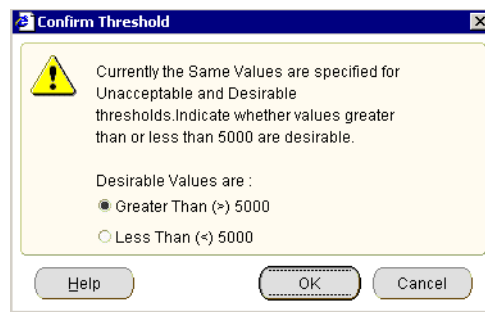 Confirm Threshold
Currently the Same Values are specified for
Unacceptable and Desirable
thresholds.Indicate whether values greater
than or less than 5000 are desirable.
Desirable Values are :
Greater Than (>) 5000
Less Than (<) 5000
Help OK Cancel